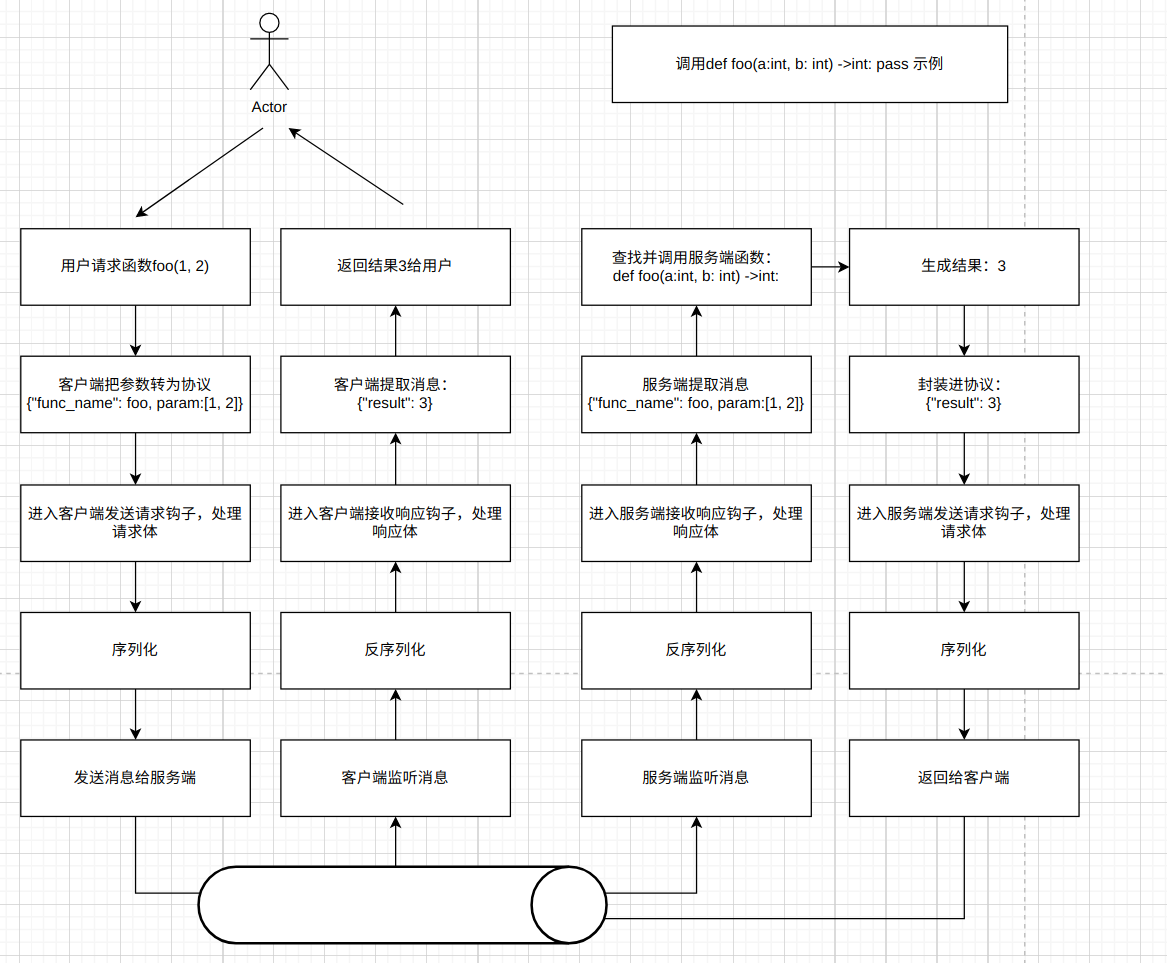 Actor
调用def foo(a:int, b: int) ->int: pass 示例
用户请求函数foo(1, 2)
客户端把参数转为协议
{"func_name": foo, param:[1, 2]}
进入客户端发送请求钩子，处理
请求体
序列化
发送消息给服务端
返回结果3给用户
客户端提取消息：
{"result": 3}
进入客户端接收响应钩子，处理
响应体
反序列化
客户端监听消息
查找并调用服务端函数：
def foo(a:int, b: int) ->int:
服务端提取消息
{"func_name": foo, param:[1, 2]}
进入服务端接收响应钩子，处理
响应体
反序列化
服务端监听消息
生成结果：3
封装进协议：
{"result": 3}
进入服务端发送请求钩子，处理
请求体
序列化
返回给客户端